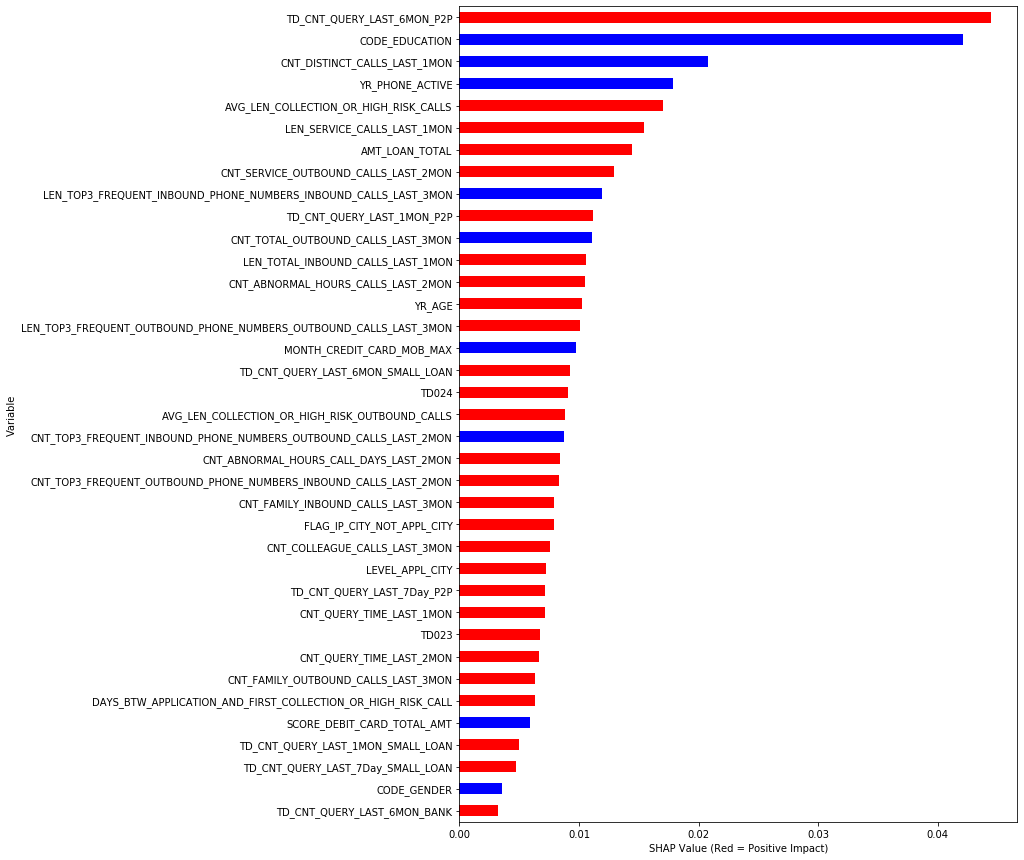 TD_CNT_QUERY_LAST_6MON_P2P
CODE_EDUCATION
CNT_DISTINCT_CALLS_LAST_1MON
YR_PHONE_ACTIVE
AVG_LEN_COLLECTION_OR_HIGH_RISK_CALLS
LEN_SERVICE_CALLS_LAST_1MON
AMT_LOAN_TOTAL
CNT_SERVICE_OUTBOUND_CALLS_LAST_2MON
LEN_TOP3_FREQUENT_INBOUND_PHONE_NUMBERS_INBOUND_CALLS_LAST_3MON
TD_CNT_QUERY_LAST_1MON_P2P
CNT_TOTAL_OUTBOUND_CALLS_LAST_3MON
LEN_TOTAL_INBOUND_CALLS_LAST_1MON
CNT_ABNORMAL_HOURS_CALLS_LAST_2MON
YR_AGE
LEN_TOP3_FREQUENT_OUTBOUND_PHONE_NUMBERS_OUTBOUND_CALLS_LAST_3MON
MONTH_CREDIT_CARD_MOB_MAX
TD_CNT_QUERY_LAST_6MON_SMALL_LOAN
TD024
AVG_LEN_COLLECTION_OR_HIGH_RISK_OUTBOUND_CALLS
CNT_TOP3_FREQUENT_INBOUND_PHONE_NUMBERS_OUTBOUND_CALLS_LAST_2MON
CNT_ABNORMAL_HOURS_CALL_DAYS_LAST_2MON
CNT_TOP3_FREQUENT_OUTBOUND_PHONE_NUMBERS_INBOUND_CALLS_LAST_2MON
CNT_FAMILY_INBOUND_CALLS_LAST_3MON
FLAG_IP_CITY_NOT_APPL_CITY
CNT_COLLEAGUE_CALLS_LAST_3MON
LEVEL_APPL_CITY
TD_CNT_QUERY_LAST_7Day_P2P
CNT_QUERY_TIME_LAST_1MON
TD023
CNT_QUERY_TIME_LAST_2MON
CNT_FAMILY_OUTBOUND_CALLS_LAST_3MON
DAYS_BTW_APPLICATION_AND_FIRST_COLLECTION_OR_HIGH_RISK_CALL
SCORE_DEBIT_CARD_TOTAL_AMT
TD_CNT_QUERY_LAST_1MON_SMALL_LOAN
TD_CNT_QUERY_LAST_7Day_SMALL_LOAN
CODE_GENDER
TD_CNT_QUERY_LAST_6MON_BANK
Variable
0.00 0.01 0.02 0.03 0.04
SHAP Value (Red = Positive Impact)